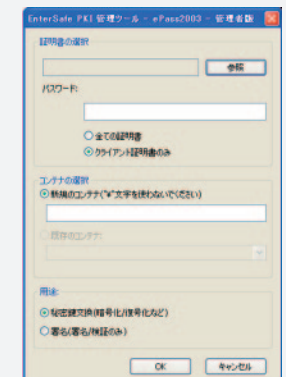 EnterSafe PKI 管理ツール - ePass2003 - 管理者版
証明書の選択
参照
パスワード:
全ての証明書
クライアント証明書のみ
コンテナの選択
新規のコンテナ("¥"文字を使わないでください)
既存のコンテナ:
用途:
秘密鍵交換(暗号化/復号化など)
署名(署名/検証のみ)
OK キャンセル